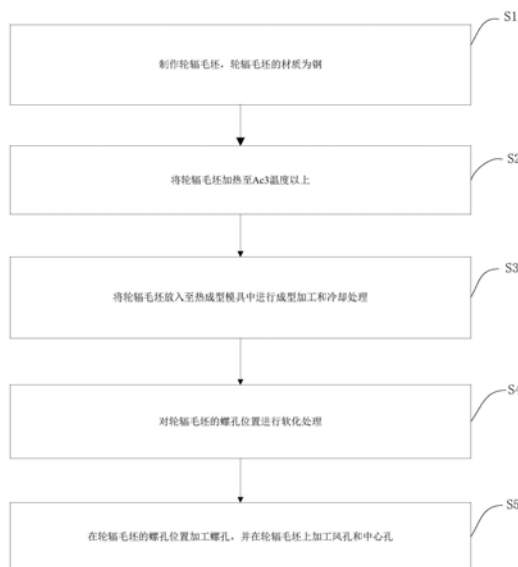 S1
制作轮辐毛坯，轮辐毛坯的材质为钢
S2
将轮辐毛坯加热至Ac3温度以上
S3
将轮辐毛坯放入至热成型模具中进行成型加工和冷却处理
S4
对轮辐毛坯的螺孔位置进行软化处理
S5
在轮辐毛坯的螺孔位置加工螺孔，并在轮辐毛坯上加工风孔和中心孔